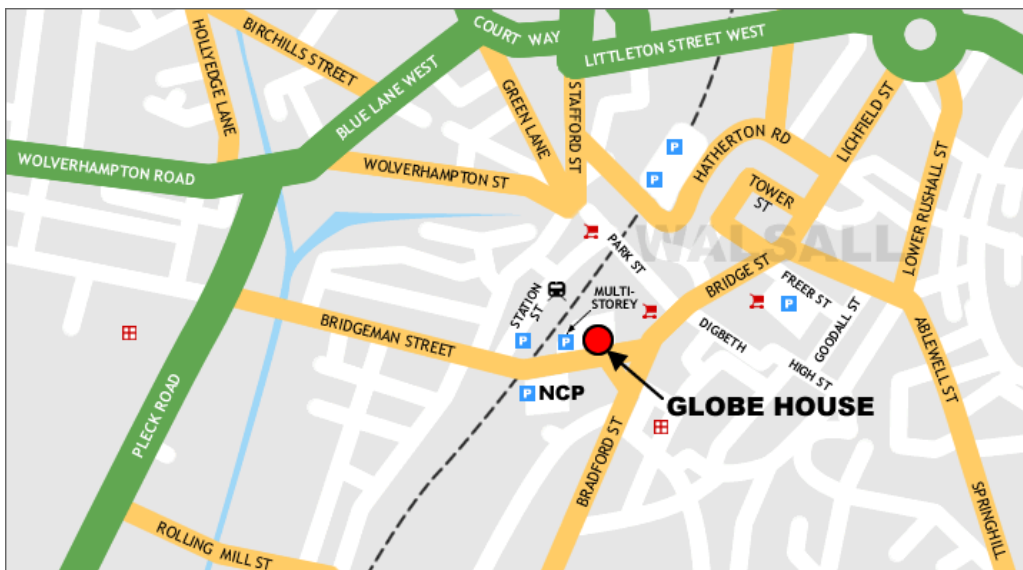 COURT WAY
BIRCHILLS STREET
HOLLYEDGE LANE
LITTLETON STREET WEST
BLUE LANE WEST
GREEN LANE
STAFFORD ST
LICHFIELD ST
P
HATHERTON RD
WOLVERHAMPTON ROAD
WOLVERHAMPTON ST
P
TOWER
ST
LOWER RUSHALL ST
WALSALL
PARK ST
BRIDGE ST
FREER ST
STATION
ST
MULTI-
STOREY
P
GOODALL ST
BRIDGEMAN STREET
P
P
DIGBETH
HIGH ST
ABLEWELL ST
P NCP
GLOBE HOUSE
PLECK ROAD
BRADFORD ST
SPRINGHILL
ROLLING MILL ST